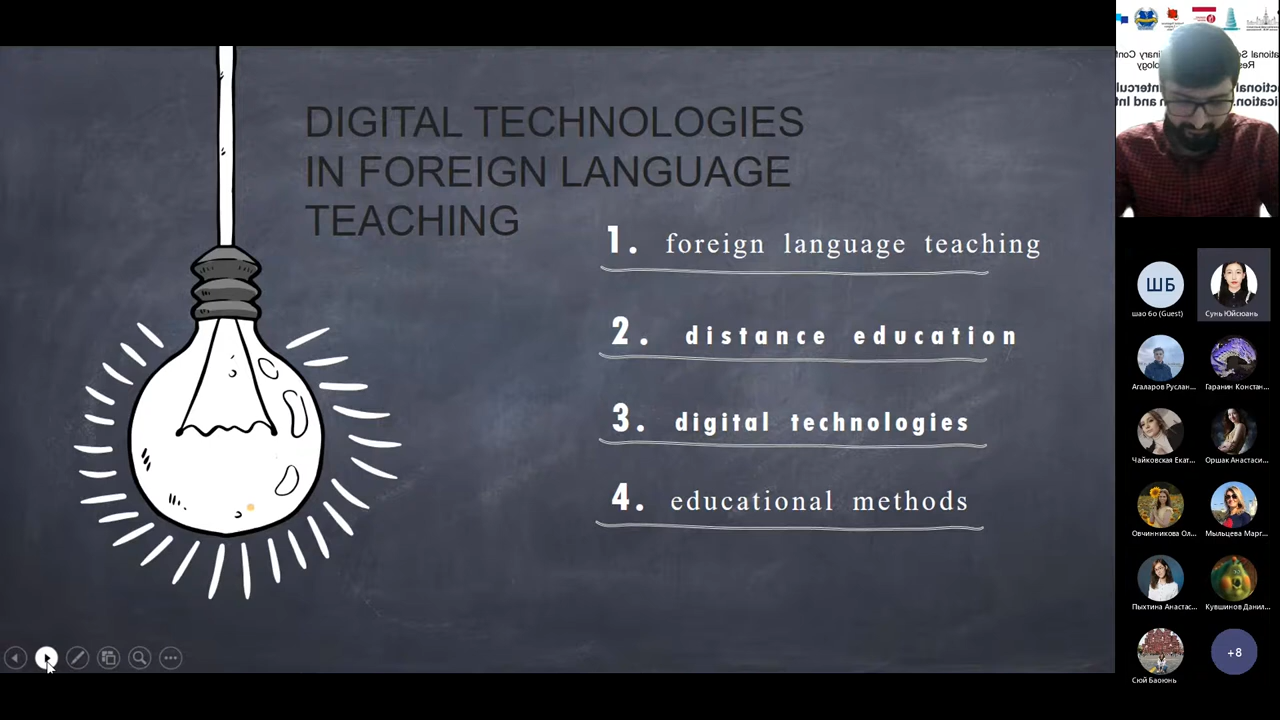 DIGITAL TECHNOLOGIES
IN FOREIGN LANGUAGE
TEACHING
1. foreign language teaching
2. distance education
3. digital technologies
4. educational methods
ШБ
шао бо (Guest)
Сунь Юйсюань
Агаларов Руслан...
Гаранин Констан...
Чайковская Екат...
Оршак Анастаси...
Овчинникова Ол...
Мыльцева Марг...
Пыхтина Анастас...
Кувшинов Данил...
Сюй Баоюнь
+8